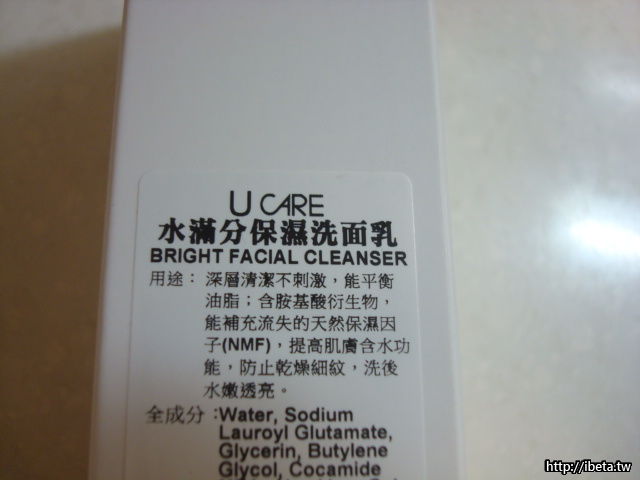 U CARE
水滿分保濕洗面乳
BRIGHT FACIAL CLEANSER
用途：深層清潔不刺激，能平衡
油脂；含胺基酸衍生物，
能補充流失的天然保濕因
子(NMF)，提高肌膚含水功
能，防止乾燥細紋，洗後
水嫩透亮。
全成分：Water, Sodium
Lauroyl Glutamate,
Glycerin, Butylene
Glycol, Cocamide
http://ibeta.tw